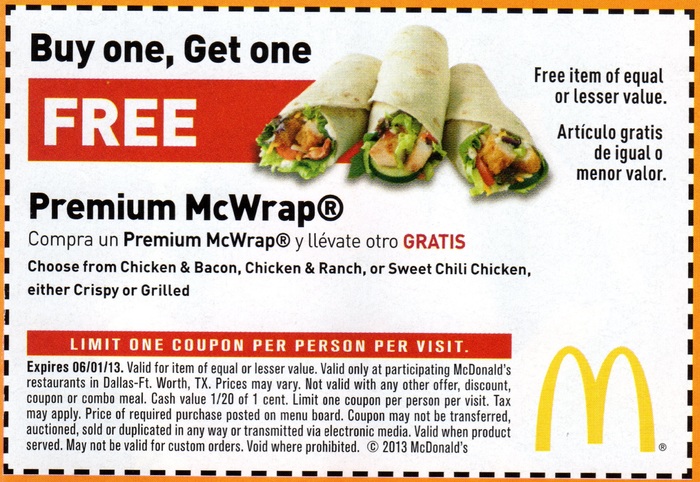 Buy one, Get one
FREE
Free item of equal
or lesser value.
Artículo gratis
de igual o
menor valor.
Premium McWrap®
Compra un Premium McWrap® y llévate otro GRATIS
Choose from Chicken & Bacon, Chicken & Ranch, or Sweet Chili Chicken,
either Crispy or Grilled
LIMIT ONE COUPON PER PERSON PER VISIT.
Expires 06/01/13. Valid for item of equal or lesser value. Valid only at participating McDonald's
restaurants in Dallas-Ft. Worth, TX. Prices may vary. Not valid with any other offer, discount,
coupon or combo meal. Cash value 1/20 of 1 cent. Limit one coupon per person per visit. Tax
may apply. Price of required purchase posted on menu board. Coupon may not be transferred,
auctioned, sold or duplicated in any way or transmitted via electronic media. Valid when product
served. May not be valid for custom orders. Void where prohibited. © 2013 McDonald's
®